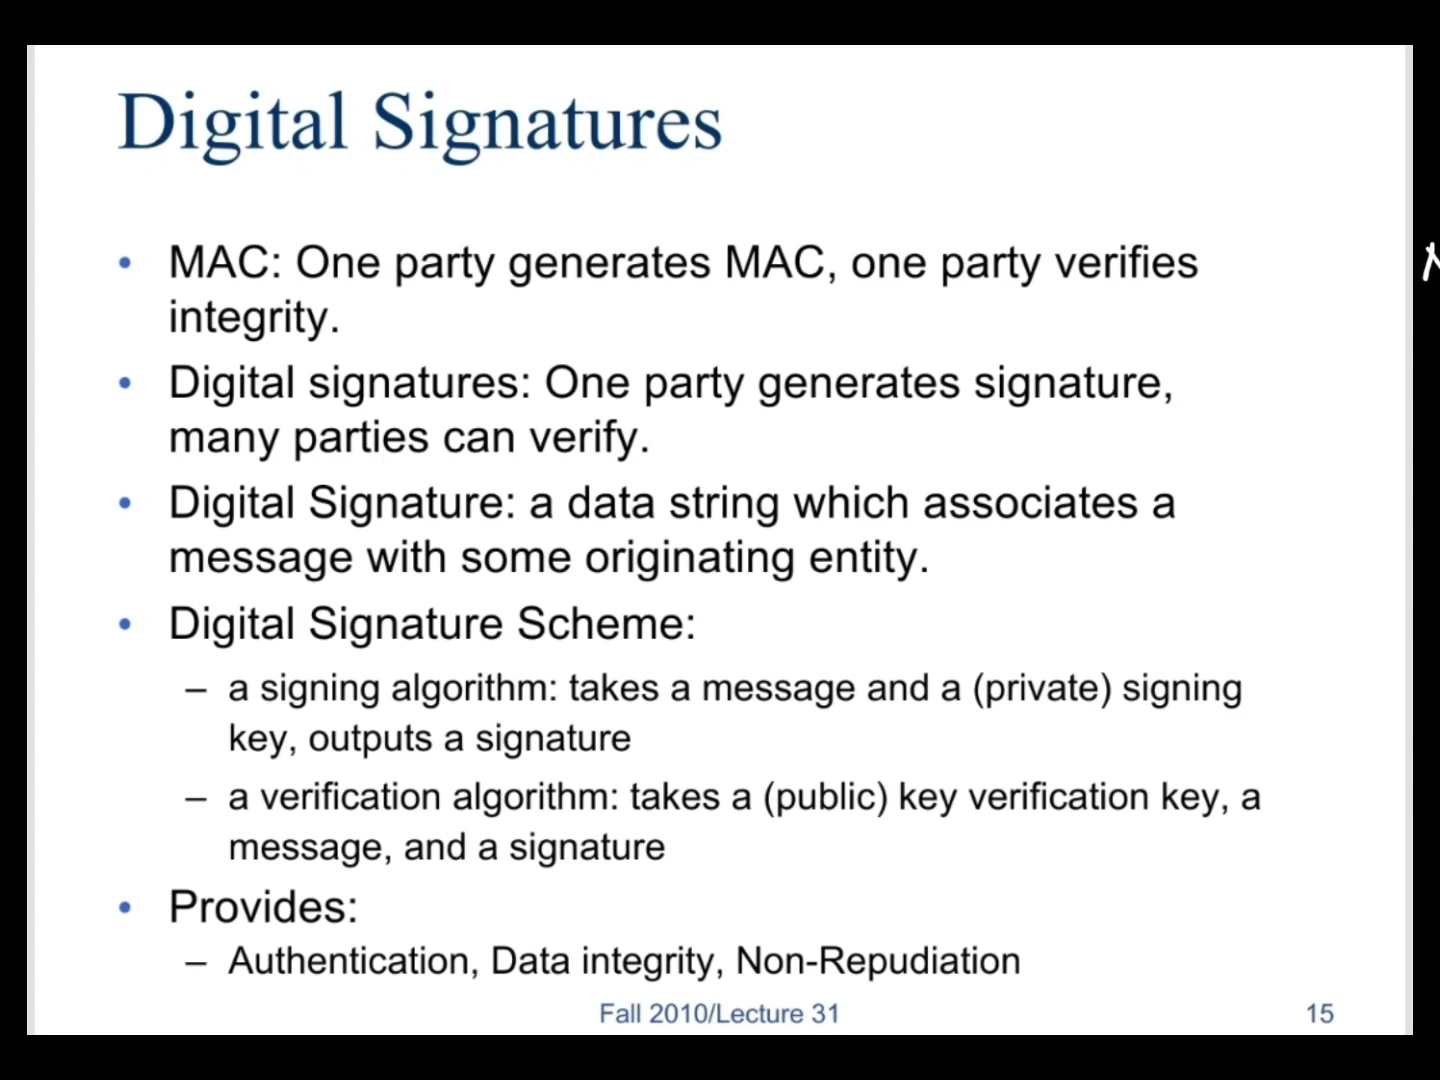 Digital Signatures
• MAC: One party generates MAC, one party verifies
integrity.
• Digital signatures: One party generates signature,
many parties can verify.
• Digital Signature: a data string which associates a
message with some originating entity.
• Digital Signature Scheme:
– a signing algorithm: takes a message and a (private) signing
key, outputs a signature
– a verification algorithm: takes a (public) key verification key, a
message, and a signature
• Provides:
– Authentication, Data integrity, Non-Repudiation
Fall 2010/Lecture 31
15